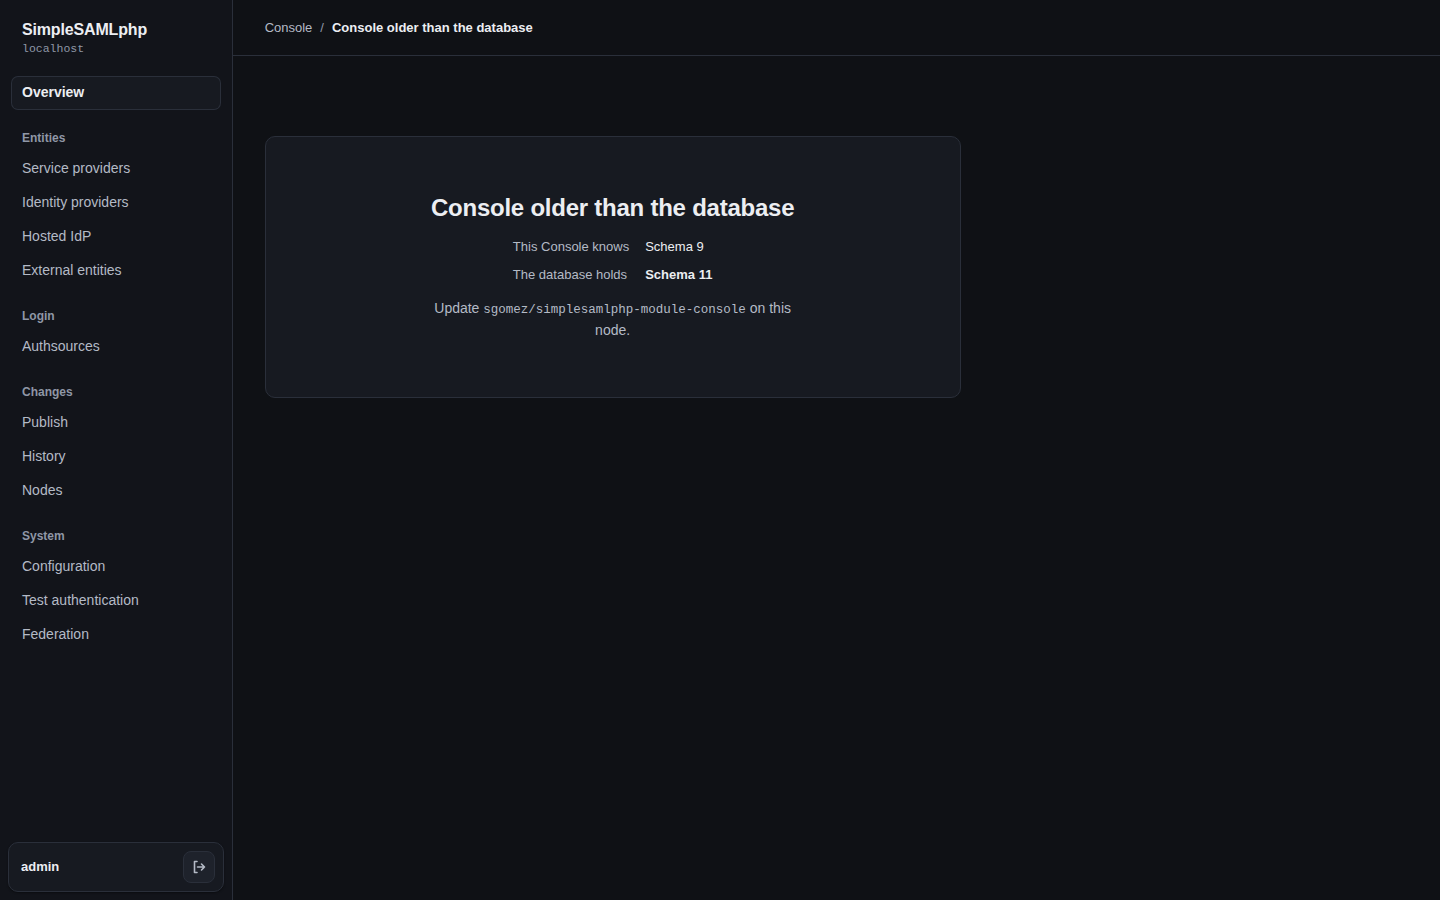 SimpleSAMLphp
localhost
Overview
Entities
Service providers
Identity providers
Hosted IdP
External entities
Login
Authsources
Changes
Publish
History
Nodes
System
Configuration
Test authentication
Federation
admin
Console / Console older than the database
Console older than the database
This Console knows Schema 9
The database holds Schema 11
Update sgomez/simplesamlphp-module-console on this
node.